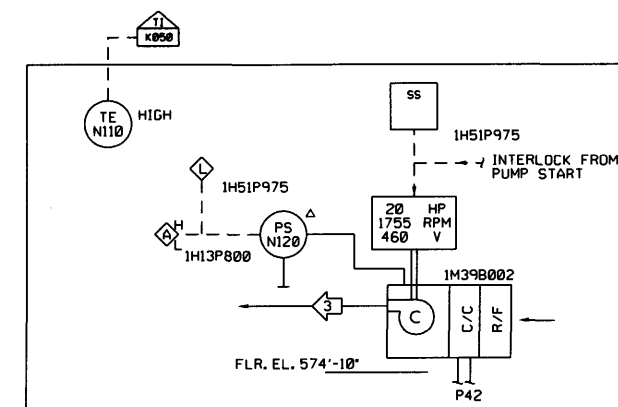 TI
K050
TE
N110
HIGH
SS
1H51P975
INTERLOCK FROM
PUMP START
L
1H51P975
20 HP
1755 RPM
460 V
PS
N120
A
H
L
1H13P800
1M39B002
3
C
C/C
R/F
FLR. EL. 574'-10"
P42